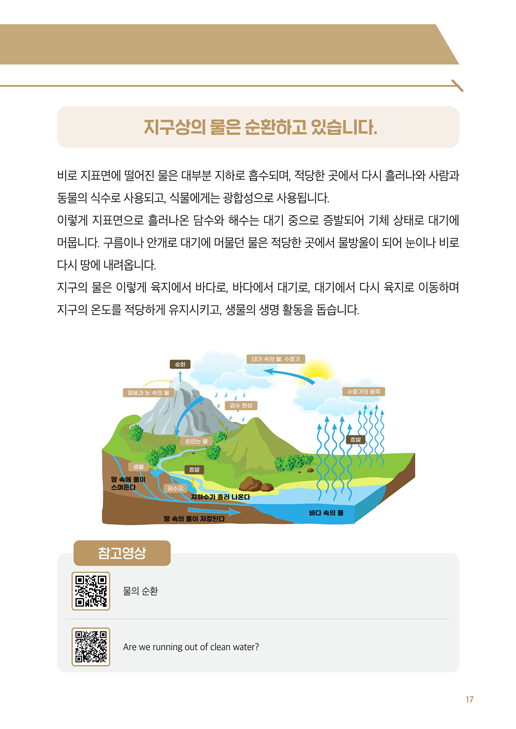 지구상의 물은 순환하고 있습니다.
비로 지표면에 떨어진 물은 대부분 지하로 흡수되며, 적당한 곳에서 다시 흘러나와 사람과
동물의 식수로 사용되고, 식물에게는 광합성으로 사용됩니다.
이렇게 지표면으로 흘러나온 담수와 해수는 대기 중으로 증발되어 기체 상태로 대기에
머뭅니다. 구름이나 안개로 대기에 머물던 물은 적당한 곳에서 물방울이 되어 눈이나 비로
다시 땅에 내려옵니다.
지구의 물은 이렇게 육지에서 바다로, 바다에서 대기로, 대기에서 다시 육지로 이동하며
지구의 온도를 적당하게 유지시키고, 생물의 생명 활동을 돕습니다.
승화
대기 속의 물, 수증기
빙하와 눈 속의 물
수증기의 응축
강수 현상
흐르는 물
증발
샘물
증발
땅 속에 물이
스며든다
저수지
지하수가 흘러 나온다
바다 속의 물
땅 속의 물이 저장된다
참고영상
물의 순환
Are we running out of clean water?
17